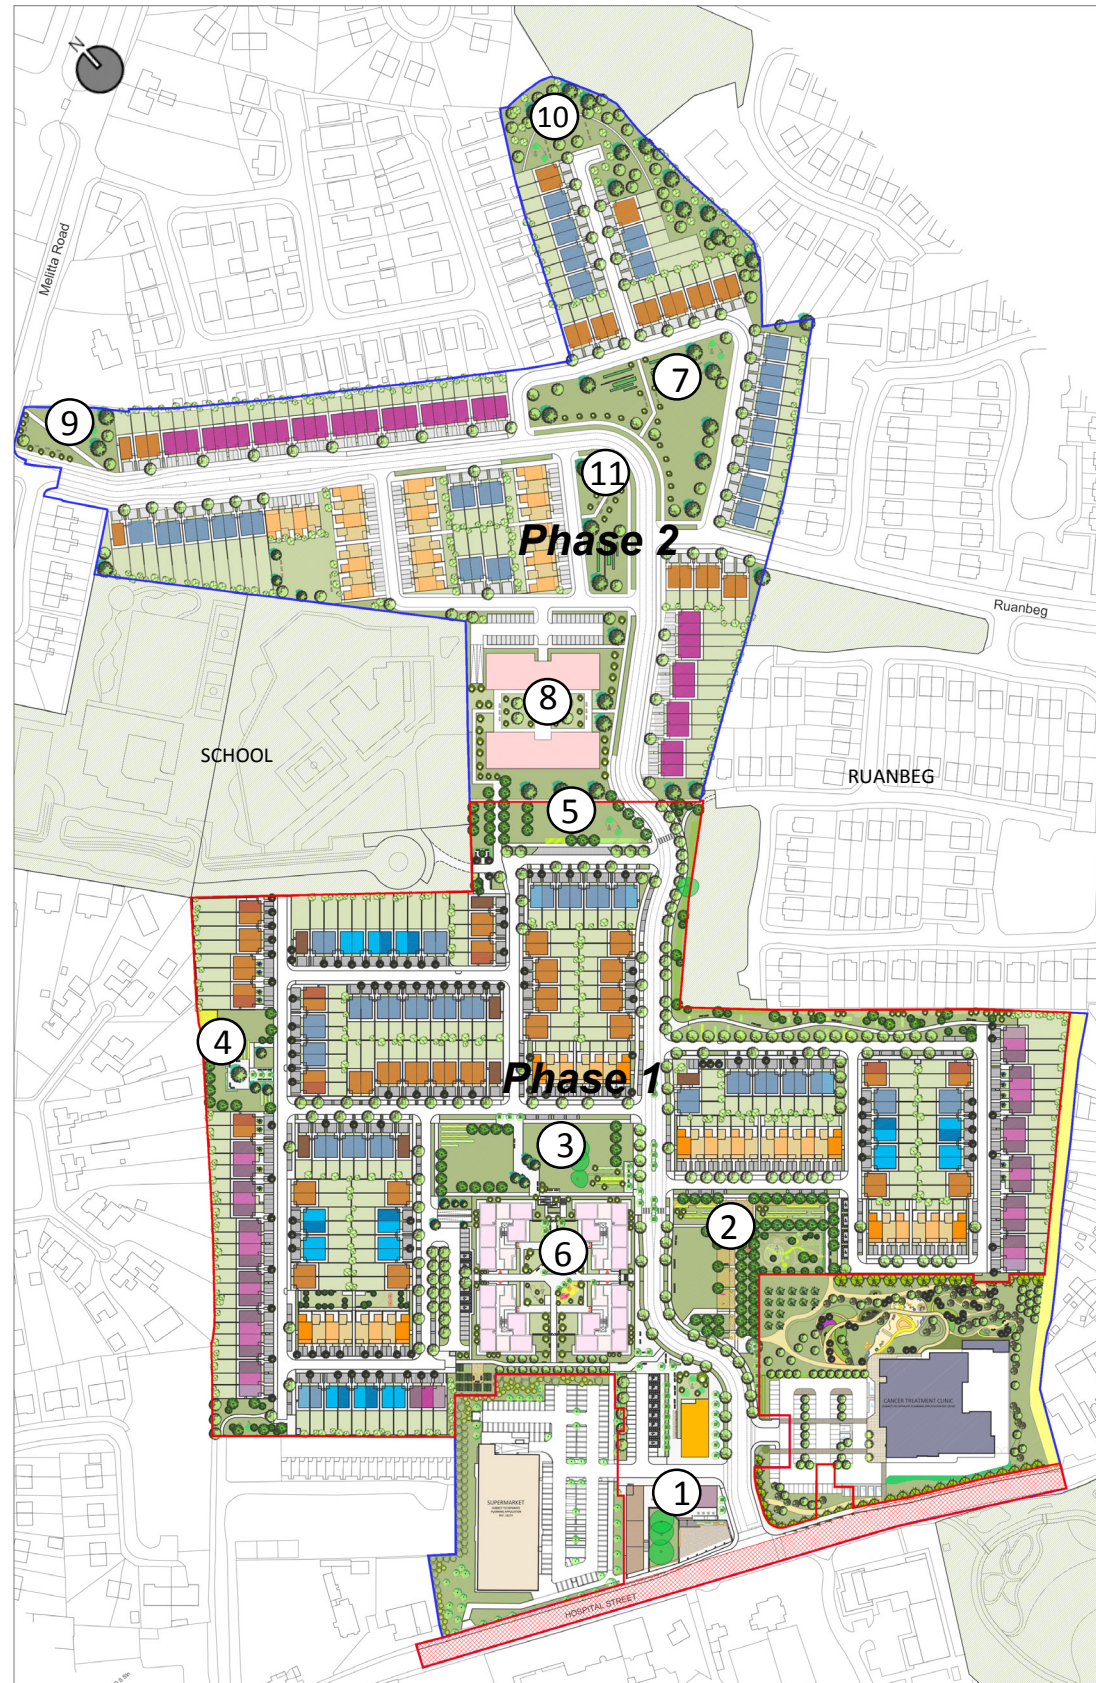 N
10
Melitta Road
7
9
11
Phase 2
Ruanbeg
8
SCHOOL
RUANBEG
5
4
Phase 1
3
2
6
CANCER TREATMENT CLINIC
1
SUPERMARKET
HOSPITAL STREET